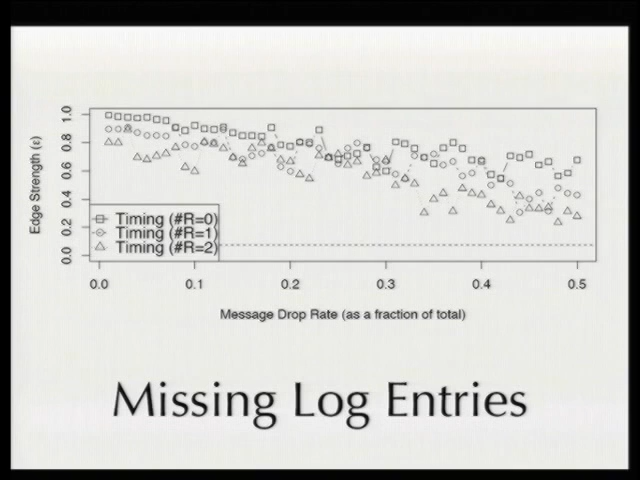 Edge Strength (ε)
1.0
0.8
0.6
0.4
0.2
0.0
Timing (#R=0)
Timing (#R=1)
Timing (#R=2)
0.0 0.1 0.2 0.3 0.4 0.5
Message Drop Rate (as a fraction of total)
Missing Log Entries